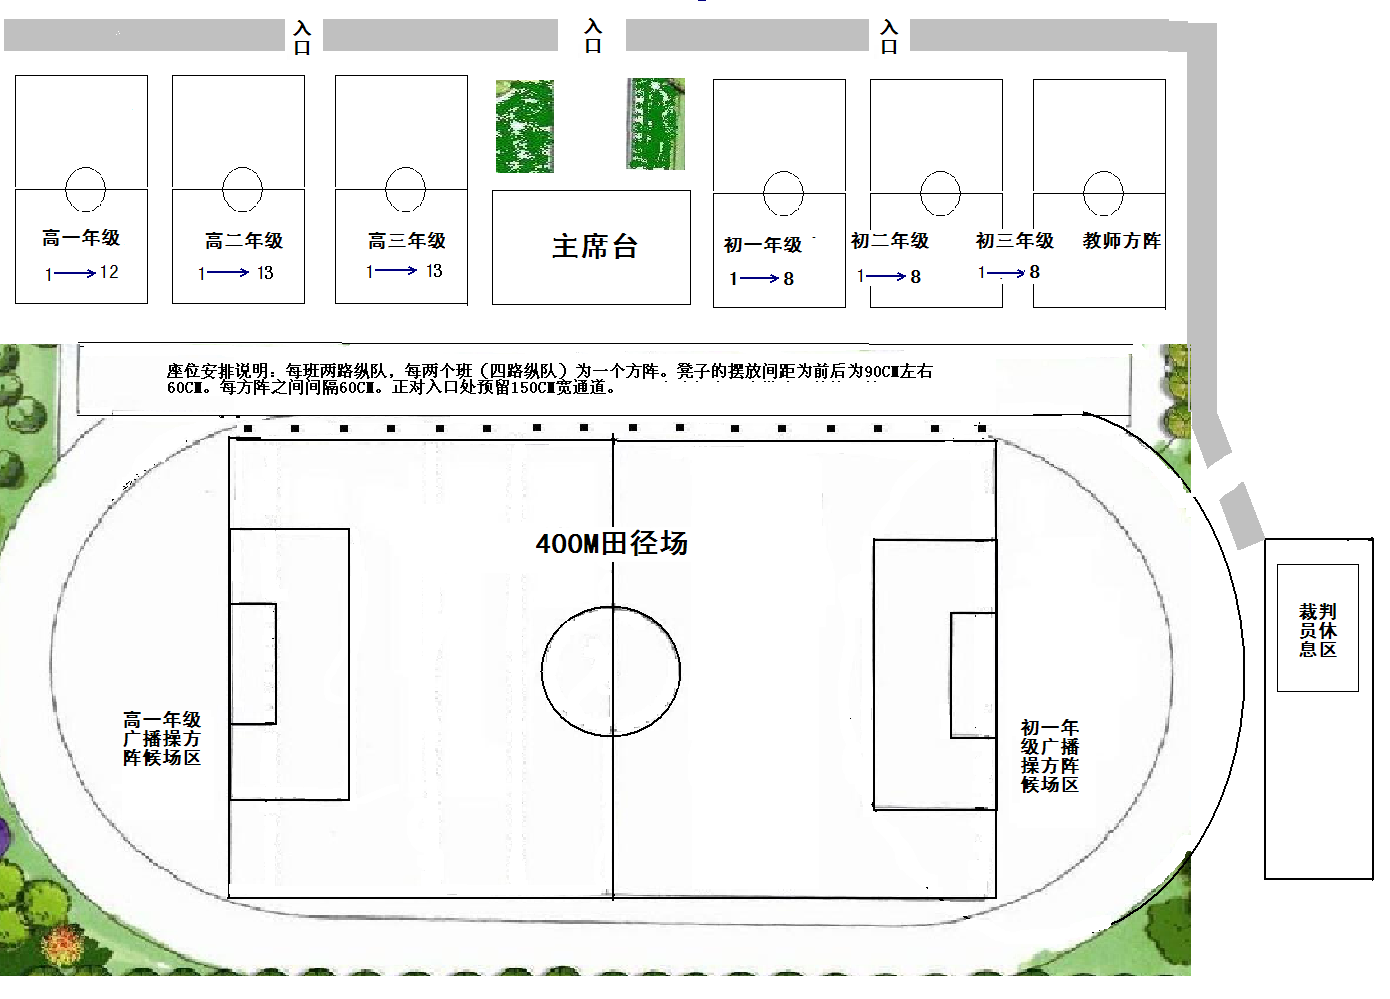 入口
入口
入口
高一年级
1 12
高二年级
1 13
高三年级
1 13
主席台
初一年级
1 8
初二年级
1 8
初三年级
1 8
教师方阵
座位安排说明：每班两路纵队，每两个班（四路纵队）为一个方阵。凳子的摆放间距为前后为90CM左右
60CM。每方阵之间间隔60CM。正对入口处预留150CM宽通道。
400M田径场
裁判
员休
息区
高一年级
广播操方
阵候场区
初一年
级广播
操方阵
候场区